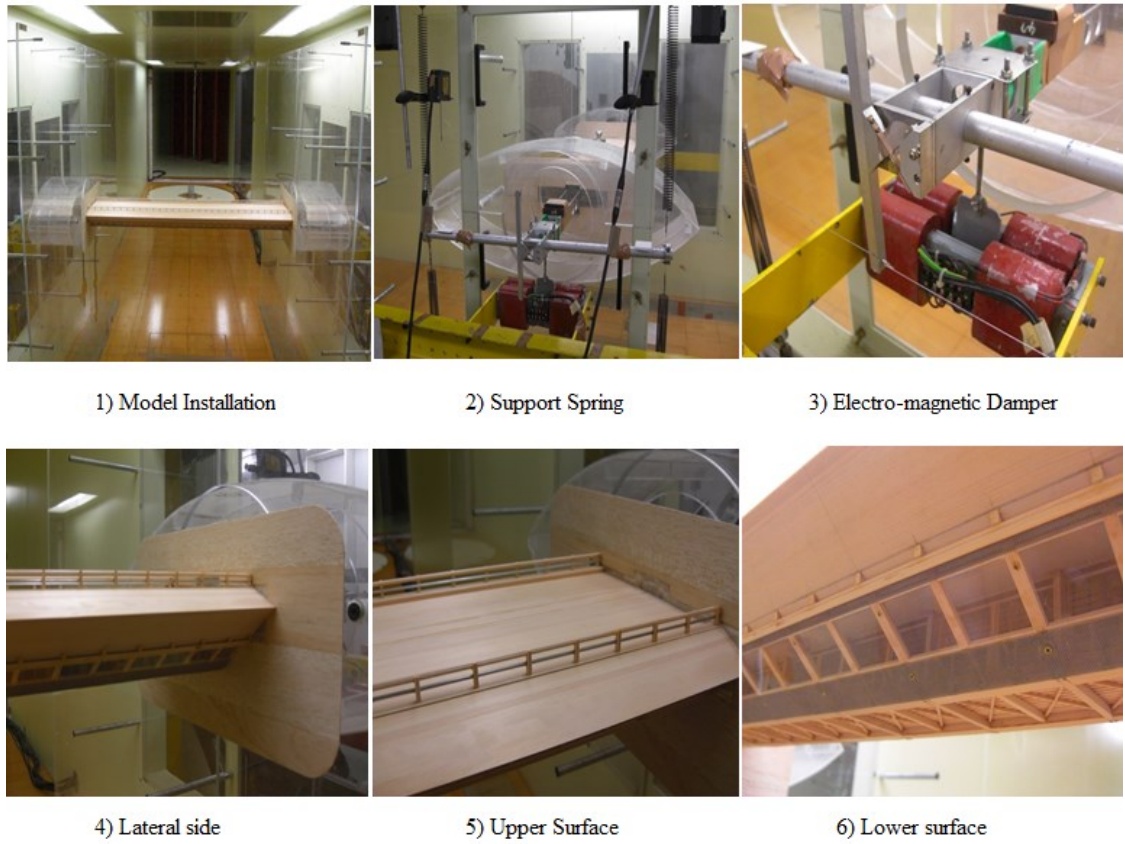 1) Model Installation
2) Support Spring
3) Electro-magnetic Damper
4) Lateral side
5) Upper Surface
6) Lower surface